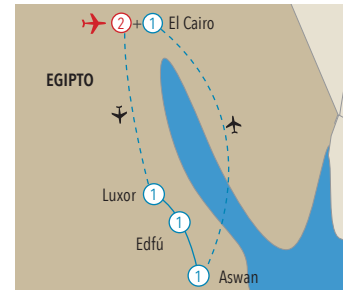 2 + 1 El Cairo
EGIPTO
Luxor 1
1
Edfú
1 Aswan